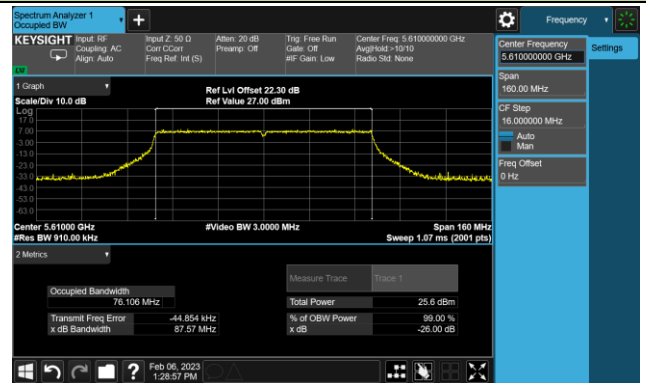 Spectrum Analyzer 1
Occupied BW
Frequency
KEYSIGHT Input: RF Input Z: 50 Ω Atten: 20 dB Trig: Free Run Center Freq: 5.610000000 GHz
Coupling: AC Corr CCorr Preamp: Off Gate: Off Avg|Hold:>10/10
Align: Auto Freq Ref: Int (S) #IF Gain: Low Radio Std: None
LW
Center Frequency
5.610000000 GHz
Settings
Span
160.00 MHz
CF Step
16.000000 MHz
Auto
Man
Freq Offset
0 Hz
1 Graph
Ref Lvl Offset 22.30 dB
Scale/Div 10.0 dB Ref Value 27.00 dBm
Log
17.0
7.00
-3.00
-13.0
-23.0
-33.0
-43.0
-53.0
-63.0
Center 5.61000 GHz #Video BW 3.0000 MHz Span 160 MHz
#Res BW 910.00 kHz Sweep 1.07 ms (2001 pts)
2 Metrics
Measure Trace Trace 1
Occupied Bandwidth
76.106 MHz Total Power 25.6 dBm
Transmit Freq Error -44.854 kHz % of OBW Power 99.00 %
x dB Bandwidth 87.57 MHz x dB -26.00 dB
? Feb 06, 2023
1:28:57 PM